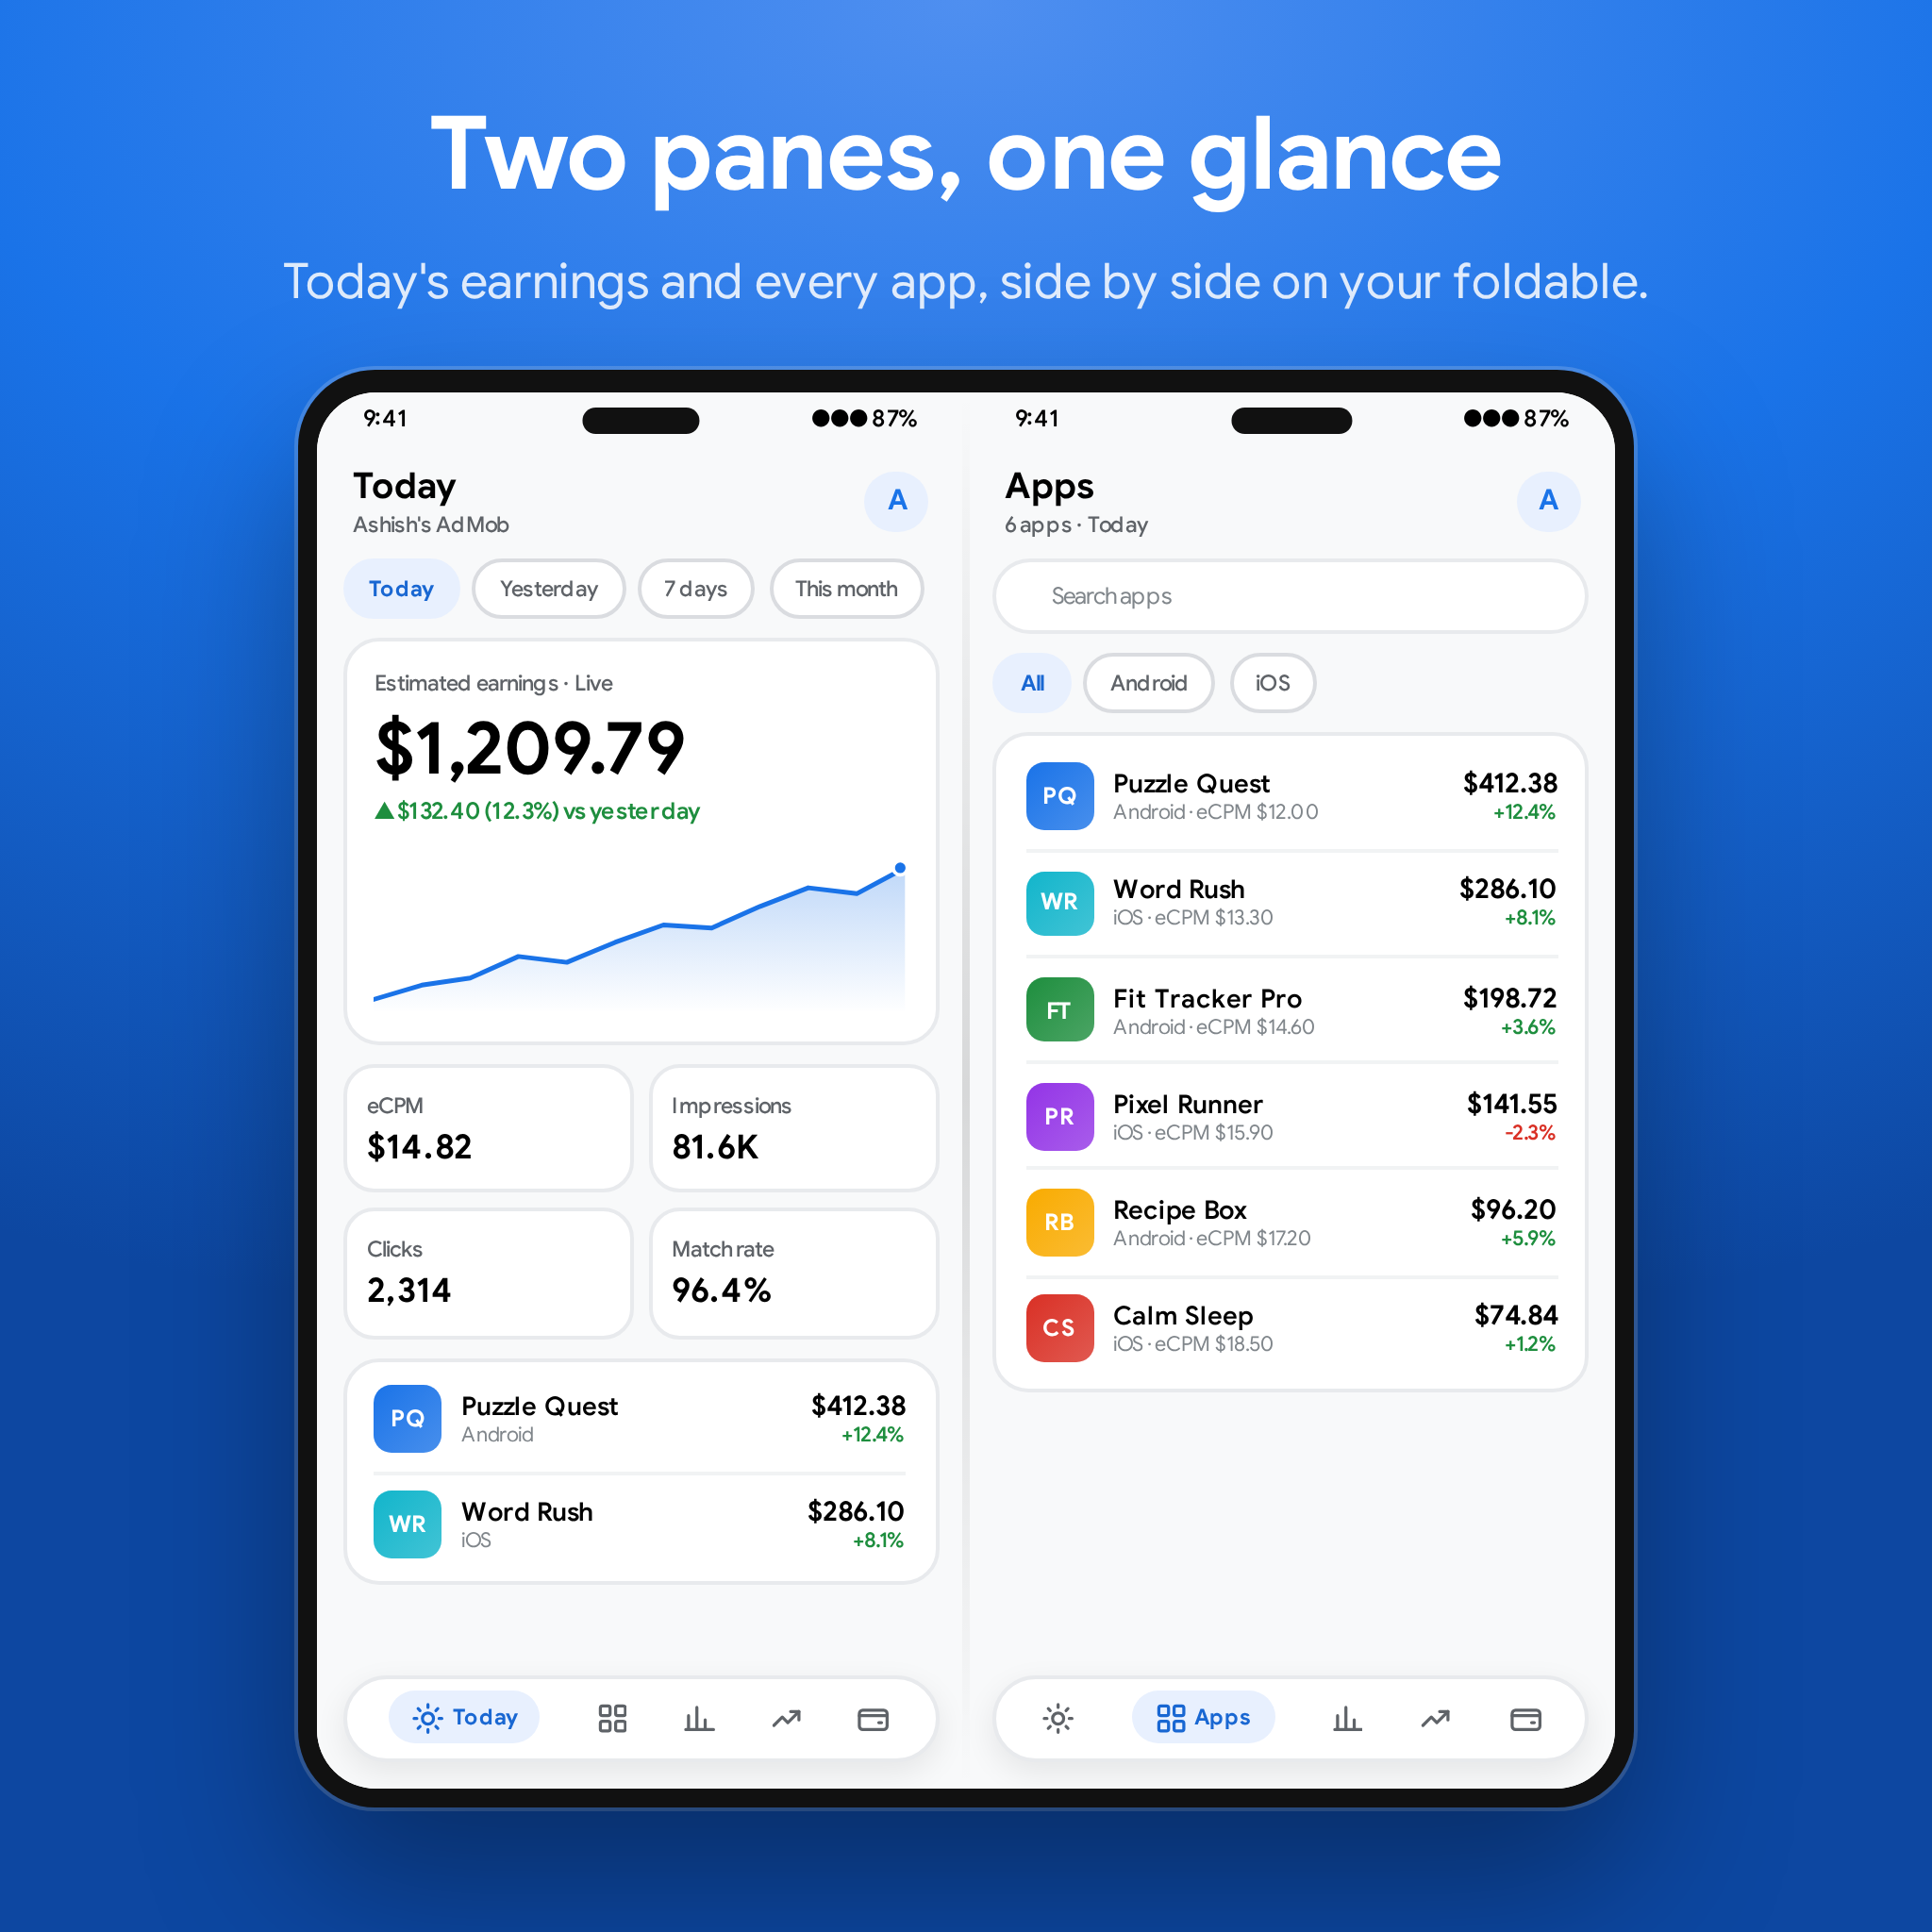 Two panes, one glance
Today's earnings and every app, side by side on your foldable.
9:41
87%
Today
A
Ashish's AdMob
Today Yesterday 7 days This month
Estimated earnings · Live
$1,209.79
▲$132.40 (12.3%) vs yesterday
eCPM
$14.82
Impressions
81.6K
Clicks
2,314
Match rate
96.4%
PQ
Puzzle Quest
Android
$412.38
+12.4%
WR
Word Rush
iOS
$286.10
+8.1%
Today
9:41
87%
Apps
A
6 apps · Today
Search apps
All Android iOS
PQ
Puzzle Quest
Android · eCPM $12.00
$412.38
+12.4%
WR
Word Rush
iOS · eCPM $13.30
$286.10
+8.1%
FT
Fit Tracker Pro
Android · eCPM $14.60
$198.72
+3.6%
PR
Pixel Runner
iOS · eCPM $15.90
$141.55
-2.3%
RB
Recipe Box
Android · eCPM $17.20
$96.20
+5.9%
CS
Calm Sleep
iOS · eCPM $18.50
$74.84
+1.2%
Apps